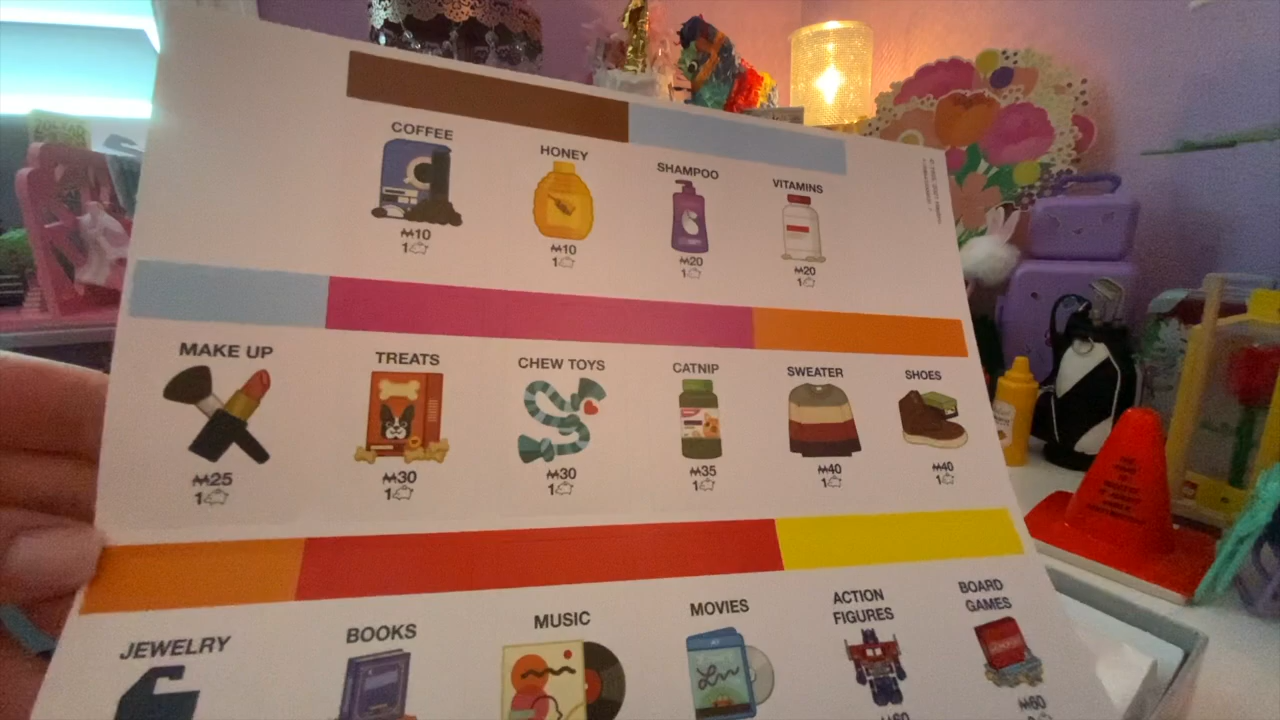 COFFEE
₩10
1
HONEY
₩10
1
SHAMPOO
₩20
1
VITAMINS
₩20
1
MAKE UP
₩25
1
TREATS
₩30
1
CHEW TOYS
₩30
1
CATNIP
₩35
1
SWEATER
₩40
1
SHOES
₩40
1
JEWELRY
BOOKS
MUSIC
MOVIES
ACTION
FIGURES
₩60
BOARD
GAMES
₩60